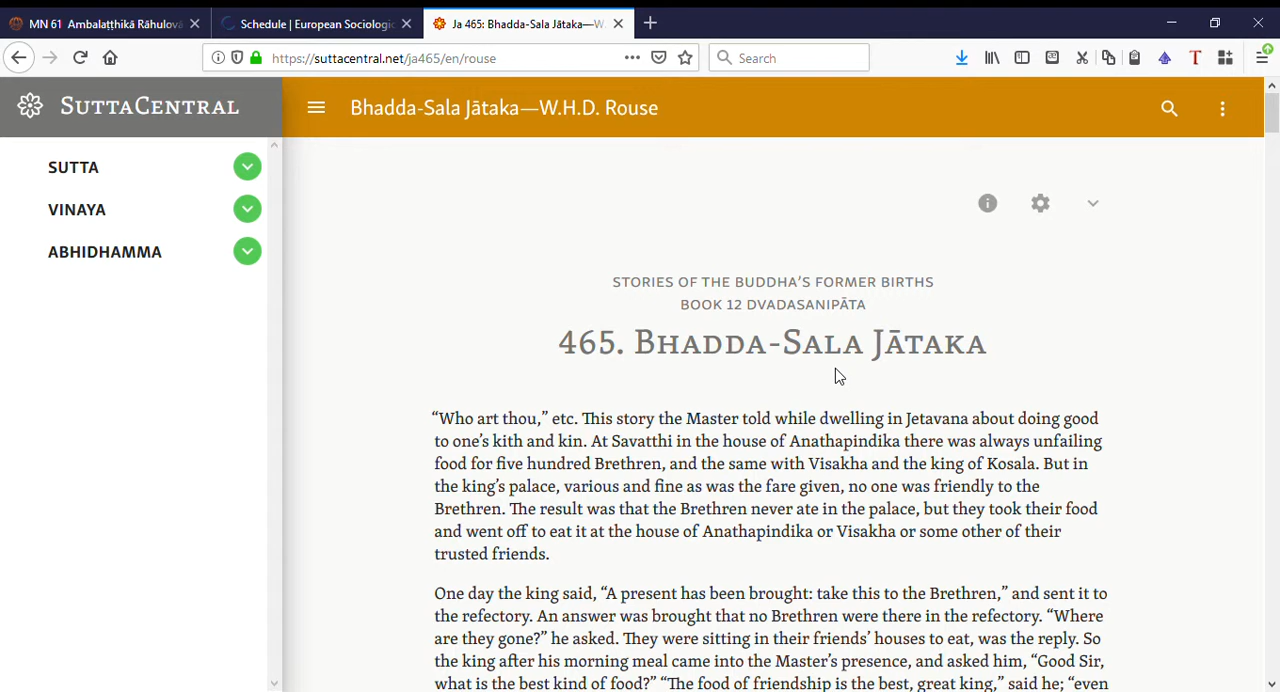 MN 61 Ambalaṭṭhikā Rāhulová
Schedule | European Sociologic
Ja 465: Bhadda-Sala Jātaka—W.
https://suttacentral.net/ja465/en/rouse
Search
SUTTACENTRAL
Bhadda-Sala Jātaka—W.H.D. Rouse
SUTTA
VINAYA
ABHIDHAMMA
STORIES OF THE BUDDHA'S FORMER BIRTHS
BOOK 12 DVADASANIPĀTA
465. BHADDA-SALA JĀTAKA
“Who art thou,” etc. This story the Master told while dwelling in Jetavana about doing good
to one’s kith and kin. At Savatthi in the house of Anathapindika there was always unfailing
food for five hundred Brethren, and the same with Visakha and the king of Kosala. But in
the king’s palace, various and fine as was the fare given, no one was friendly to the
Brethren. The result was that the Brethren never ate in the palace, but they took their food
and went off to eat it at the house of Anathapindika or Visakha or some other of their
trusted friends.
One day the king said, “A present has been brought: take this to the Brethren,” and sent it to
the refectory. An answer was brought that no Brethren were there in the refectory. “Where
are they gone?” he asked. They were sitting in their friends’ houses to eat, was the reply. So
the king after his morning meal came into the Master’s presence, and asked him, “Good Sir,
what is the best kind of food?” “The food of friendship is the best, great king,” said he; “even